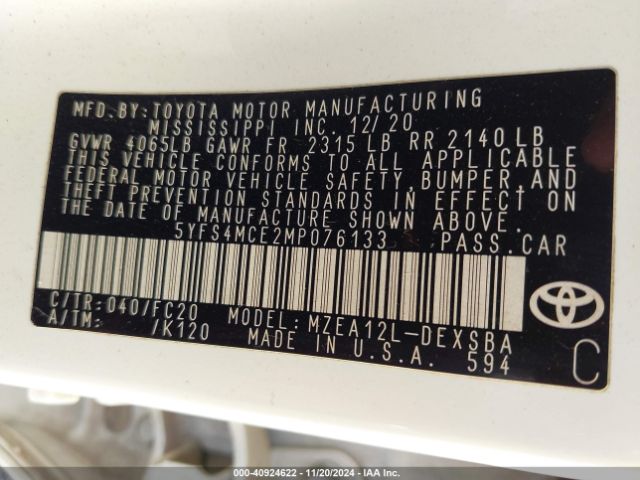 MFD. BY: TOYOTA MOTOR MANUFACTURING
MISSISSIPPI INC. 12/20
GVWR 4065LB GAWR FR 2315 LB RR 2140 LB
THIS VEHICLE CONFORMS TO ALL APPLICABLE
FEDERAL MOTOR VEHICLE SAFETY, BUMPER, AND
THEFT PREVENTION STANDARDS IN EFFECT ON
THE DATE OF MANUFACTURE SHOWN ABOVE.
5YFS4MCE2MP076133 PASS. CAR
C/TR: 040/FC20 MODEL: MZEA12L-DEXSBA
A/TM: /K120 MADE IN U.S.A. 594
C
000-40924622 - 11/20/2024 - IAA Inc.